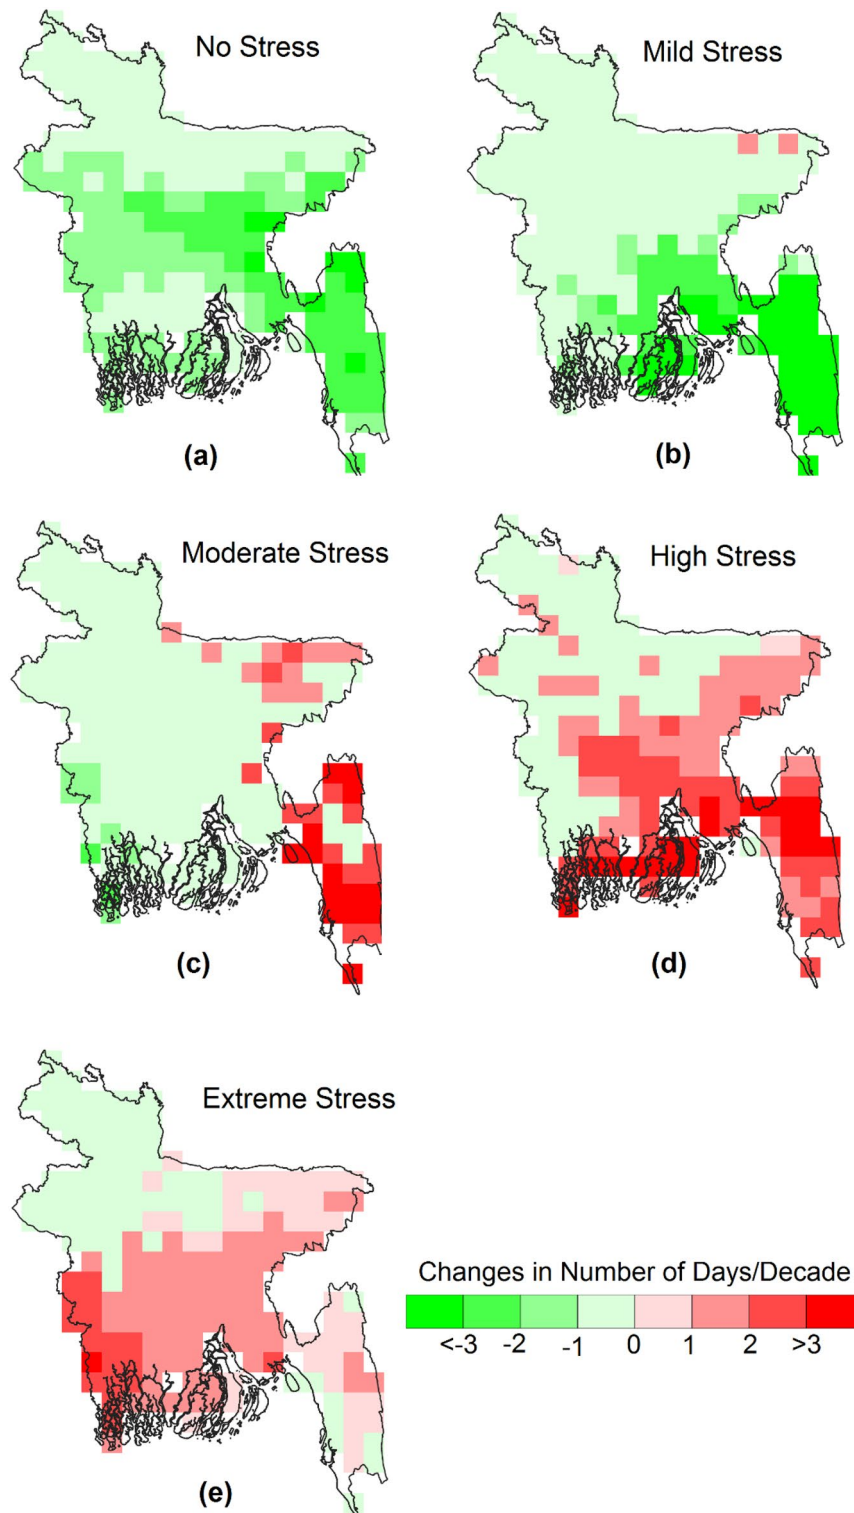 No Stress
Mild Stress
(a)
(b)
Moderate Stress
High Stress
(c)
(d)
Extreme Stress
Changes in Number of Days/Decade
<-3 -2 -1 0 1 2 >3
(e)